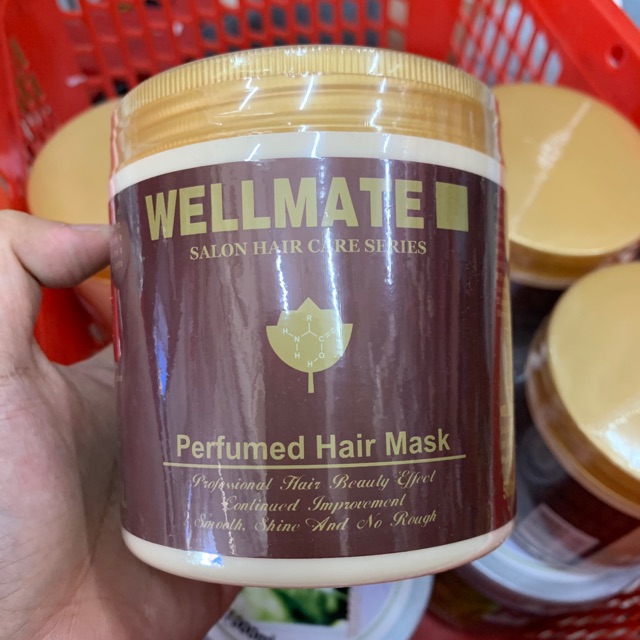 WELLMATE
SALON HAIR CARE SERIES
Perfumed Hair Mask
Professional Hair Beauty Effect
Continued Improvement
Smooth, Shine And No Rough